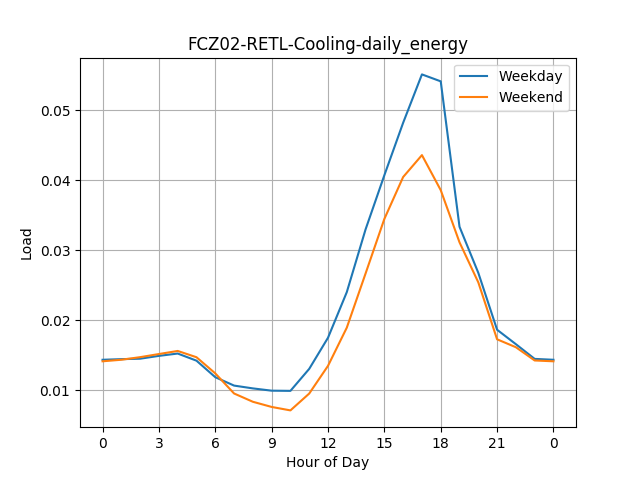 FCZ02-RETL-Cooling-daily_energy
Weekday
Weekend
Load
0.05
0.04
0.03
0.02
0.01
0 3 6 9 12 15 18 21 0
Hour of Day